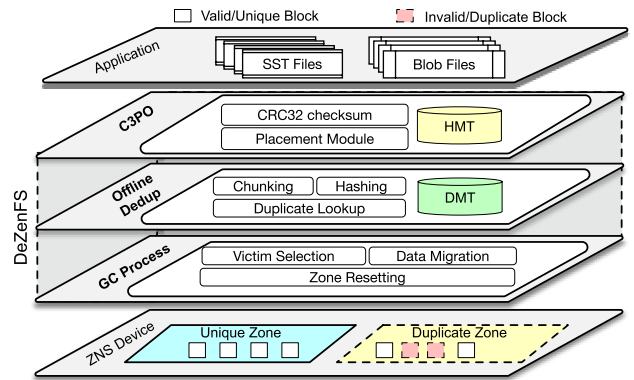 Valid/Unique Block
Invalid/Duplicate Block
Application
SST Files
Blob Files
DeZenFS
C3PO
CRC32 checksum
Placement Module
HMT
Offline
Dedup
Chunking
Hashing
Duplicate Lookup
DMT
GC Process
Victim Selection
Data Migration
Zone Resetting
ZNS Device
Unique Zone
Duplicate Zone